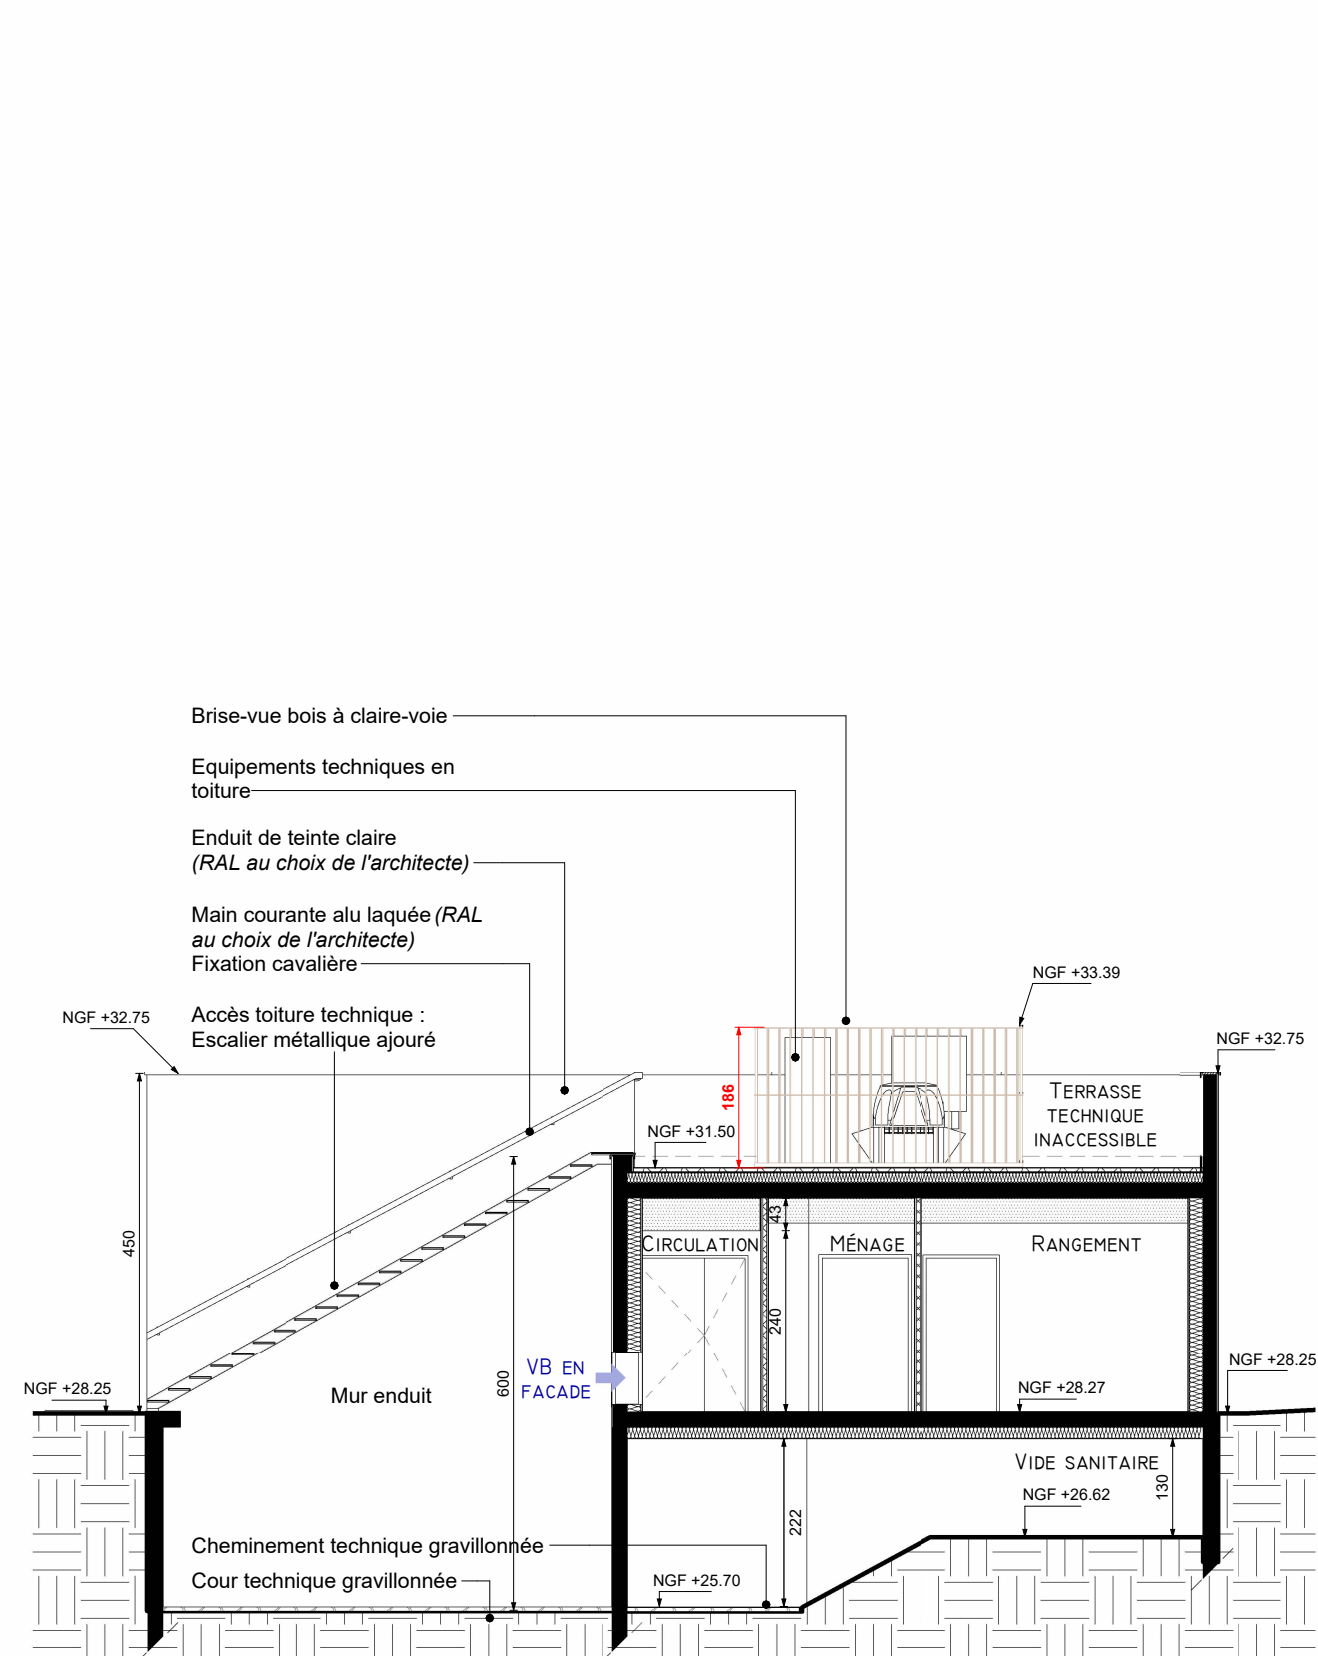 Brise-vue bois à claire-voie
Equipements techniques en
toiture
Enduit de teinte claire
(RAL au choix de l'architecte)
Main courante alu laquée (RAL
au choix de l'architecte)
Fixation cavalière
NGF +33.39
NGF +32.75
Accès toiture technique :
Escalier métallique ajouré
NGF +32.75
186
TERRASSE
TECHNIQUE
INACCESSIBLE
NGF +31.50
43
450
CIRCULATION
MÉNAGE
RANGEMENT
240
600
VB EN
FACADE
NGF +28.25
Mur enduit
NGF +28.27
NGF +28.25
VIDE SANITAIRE
130
NGF +26.62
222
Cheminement technique gravillonnée
Cour technique gravillonnée
NGF +25.70